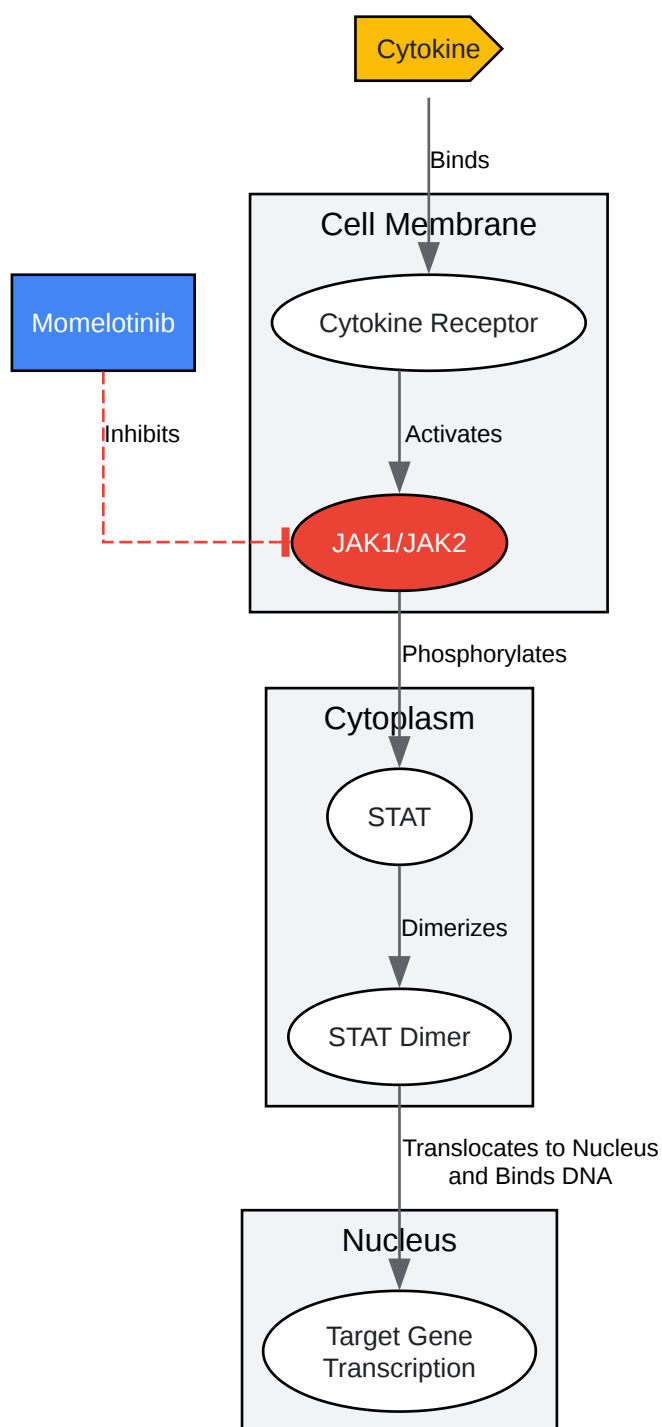 Cytokine
Binds
Cell Membrane
Momelotinib
Cytokine Receptor
Inhibits
Activates
JAK1/JAK2
Phosphorylates
Cytoplasm
STAT
Dimerizes
STAT Dimer
Translocates to Nucleus
and Binds DNA
Nucleus
Target Gene
Transcription